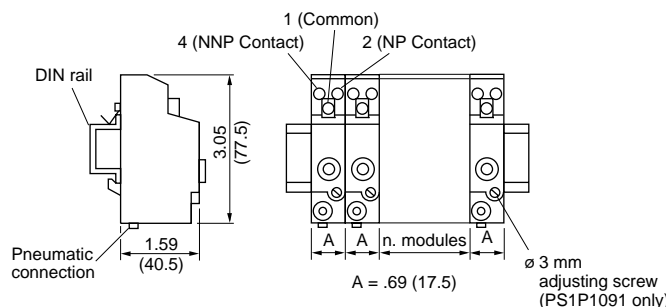 1 (Common)
4 (NNP Contact)
2 (NP Contact)
DIN rail
3.05
(77.5)
Pneumatic
connection
1.59
(40.5)
A
A
n. modules
A
A = .69 (17.5)
ø 3 mm
adjusting screw
(PS1P1091 only)